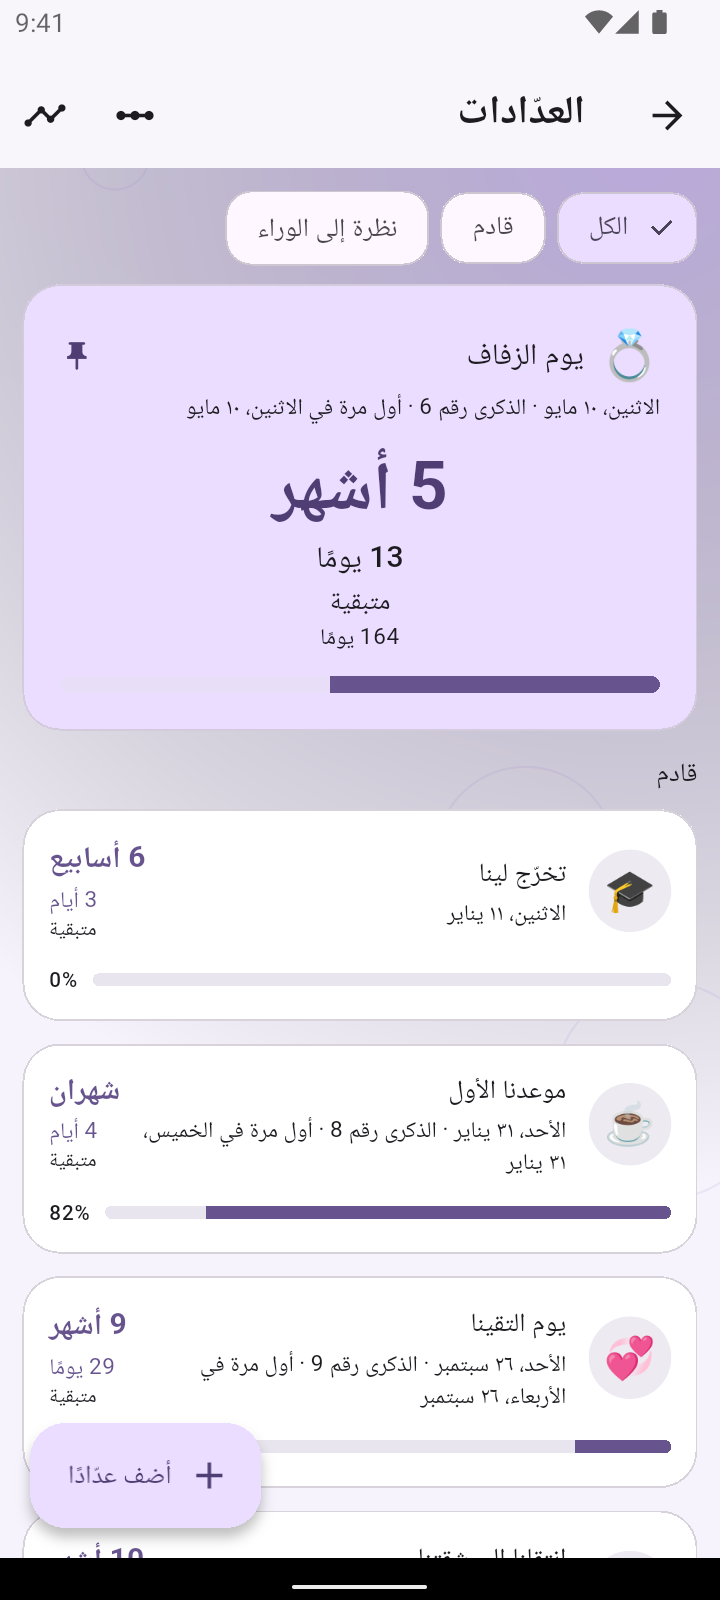 9:41
العدّادات
الكل
قادم
نظرة إلى الوراء
يوم الزفاف
الاثنين، ١٠ مايو · الذكرى رقم 6 · أول مرة في الاثنين، ١٠ مايو
5 أشهر
13 يومًا
متبقية
164 يومًا
قادم
تخرّج لينا
الاثنين، ١١ يناير
6 أسابيع
3 أيام
متبقية
0%
موعدنا الأول
الأحد، ٣١ يناير · الذكرى رقم 8 · أول مرة في الخميس،
٣١ يناير
شهران
4 أيام
متبقية
82%
يوم التقينا
الأحد، ٢٦ سبتمبر · الذكرى رقم 9 · أول مرة في
الأربعاء، ٢٦ سبتمبر
9 أشهر
29 يومًا
متبقية
أضف عدّادًا